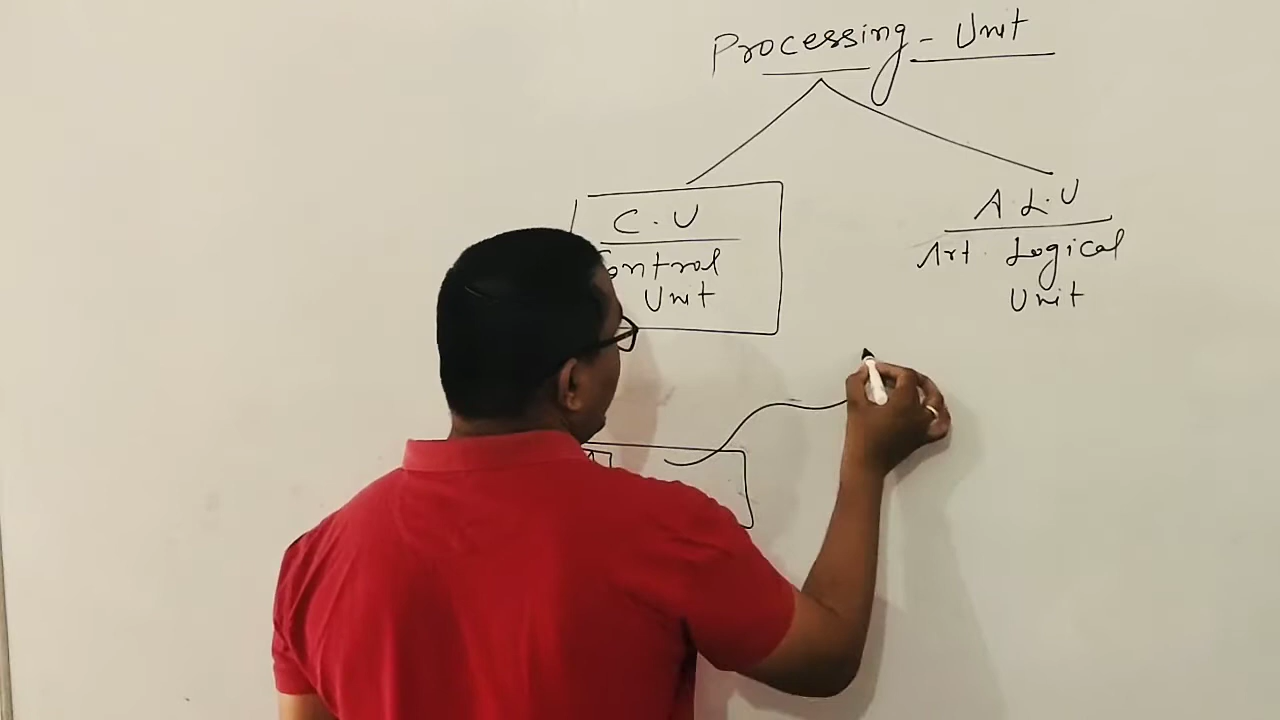 Processing - Unit
C.U
Control
Unit
A.L.U
Art. Logical
Unit